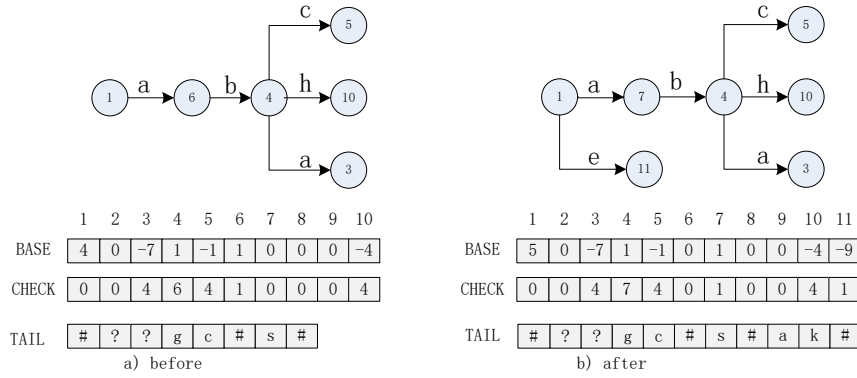 c 5
1 a 6 b 4 h 10
a 3
1 2 3 4 5 6 7 8 9 10
BASE 4 0 -7 1 -1 1 0 0 0 -4
CHECK 0 0 4 6 4 1 0 0 0 4
TAIL # ? ? g c # s #
a) before
c 5
1 a 7 b 4 h 10
e 11 a 3
1 2 3 4 5 6 7 8 9 10 11
BASE 5 0 -7 1 -1 0 1 0 0 -4 -9
CHECK 0 0 4 7 4 0 1 0 0 4 1
TAIL # ? ? g c # s # a k #
b) after